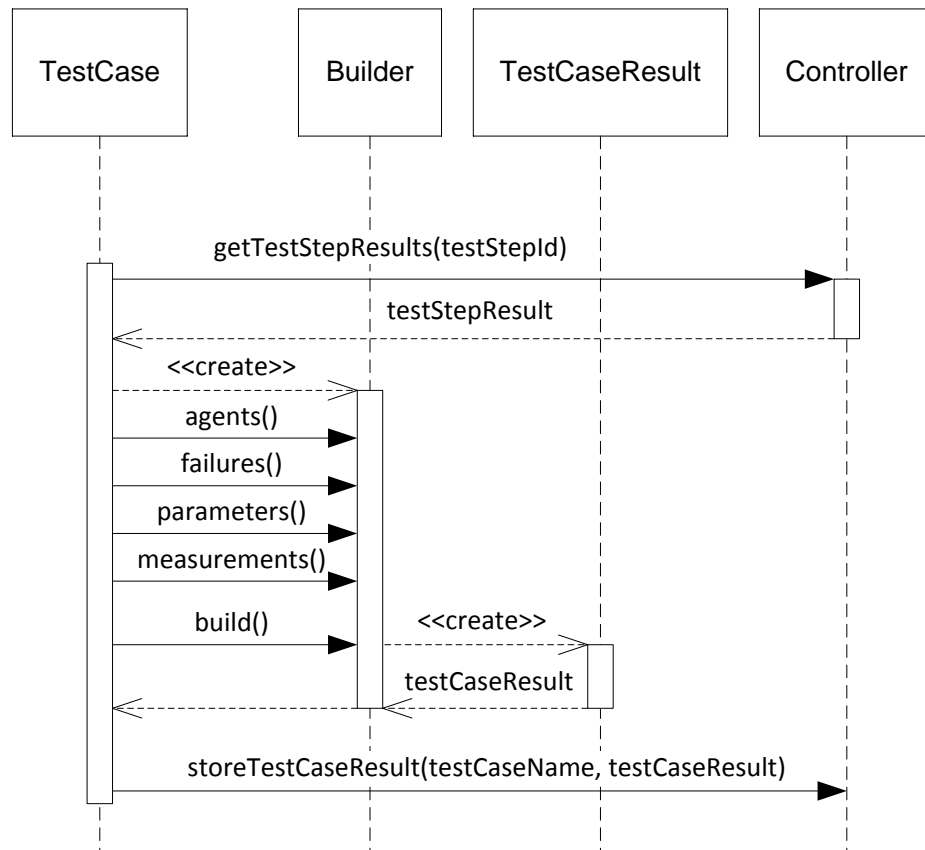 TestCase
Builder
TestCaseResult
Controller
getTestStepResults(testStepId)
testStepResult
<<create>>
agents()
failures()
parameters()
measurements()
build()
<<create>>
testCaseResult
storeTestCaseResult(testCaseName, testCaseResult)